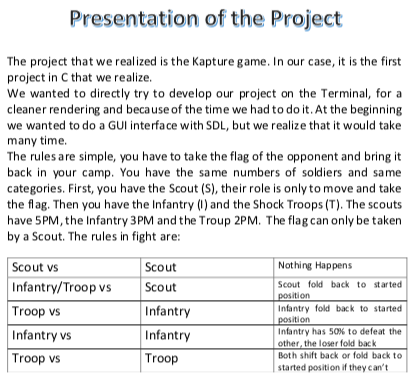 Presentation of the Project
The project that we realized is the Kapture game. In our case, it is the first
project in C that we realize.
We wanted to directly try to develop our project on the Terminal, for a
cleaner rendering and because of the time we had to do it. At the beginning
we wanted to do a GUI interface with SDL, but we realize that it would take
many time.
The rules are simple, you have to take the flag of the opponent and bring it
back in your camp. You have the same numbers of soldiers and same
categories. First, you have the Scout (S), their role is only to move and take
the flag. Then you have the Infantry (I) and the Shock Troops (T). The scouts
have 5PM, the Infantry 3PM and the Troup 2PM. The flag can only be taken
by a Scout. The rules in fight are:
Scout vs Scout Nothing Happens
Infantry/Troop vs Scout Scout fold back to started
position
Troop vs Infantry Infantry fold back to started
position
Infantry vs Infantry Infantry has 50% to defeat the
other, the loser fold back
Troop vs Troop Both shift back or fold back to
started position if they can't